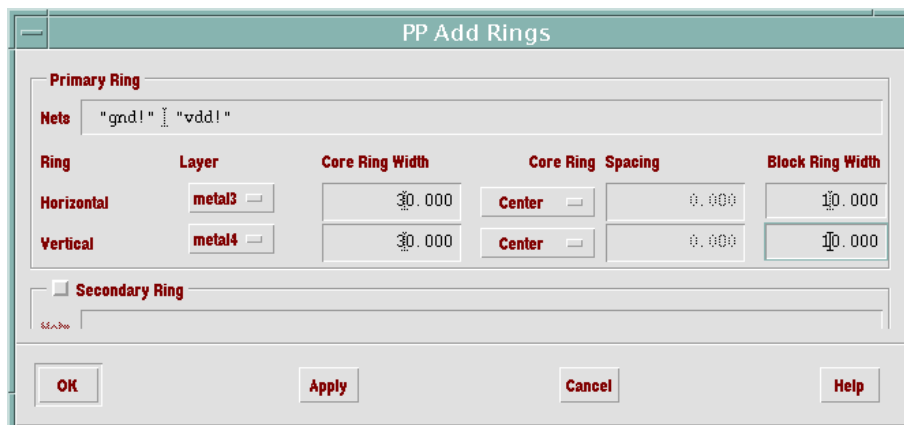 PP Add Rings
Primary Ring
Nets "gnd!" "vdd!"
Ring Layer Core Ring Width Core Ring Spacing Block Ring Width
Horizontal metal3 30.000 Center 0.000 10.000
Vertical metal4 30.000 Center 0.000 10.000
Secondary Ring
OK Apply Cancel Help